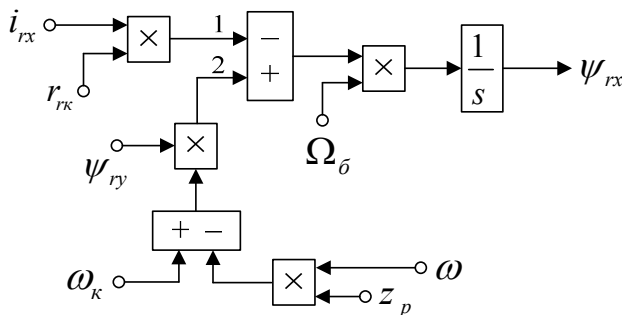 i_rx
×
1
−
r_rк
2
+
×
1/s
ψ_rx
ψ_ry
×
Ω_б
+ −
ω_к
×
ω
z_p